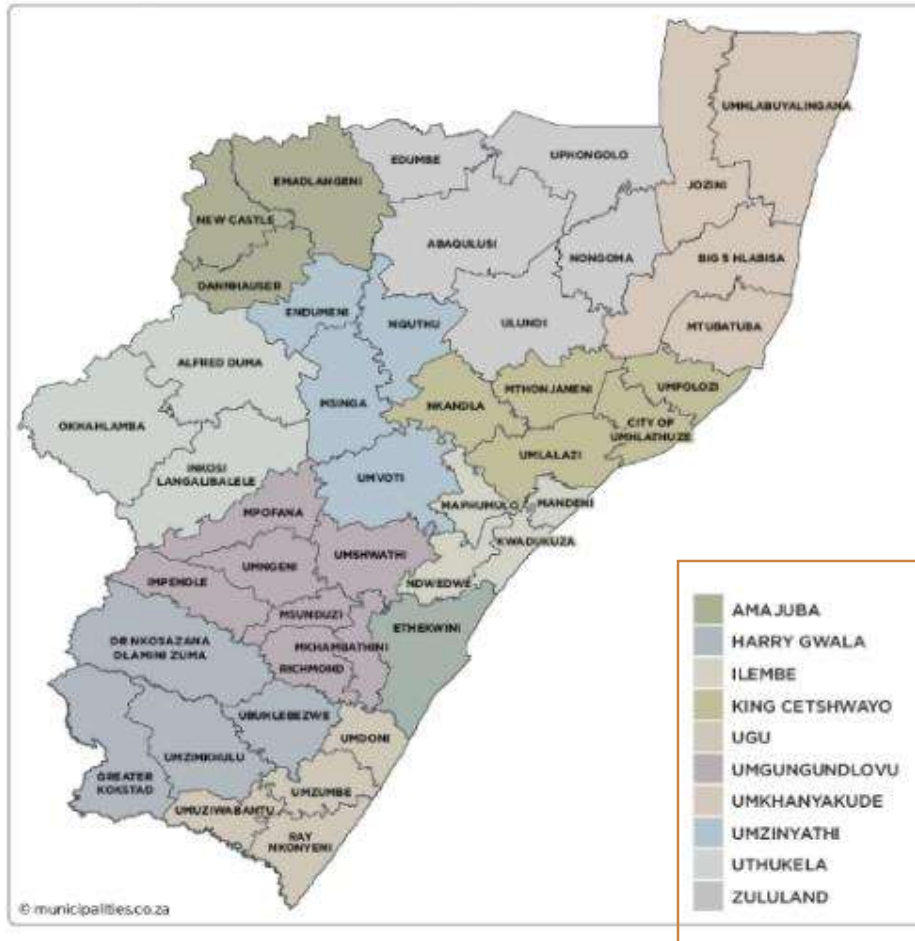 UMHLABUYALINGANA
EDUMBE
UPHONGOLO
EMADLANGENI
JOZINI
NEW CASTLE
ABAQULUSI
NONGOMA
BIG 5 HLABISA
DANNHAUSER
ENDUMENI
NQUTHU
ULUNDI
MTUBATUBA
ALFRED DUMA
MSINGA
NKANDLA
MTHONJANENI
UMFOLOZI
OKHAHLAMBA
CITY OF
UMHLATHUZE
UMLALAZI
INKOSI
LANGALIBALELE
UMVOTI
MAPHUMULO
MANDENI
MPOFANA
KWADUKUZA
UMSHWATHI
UMNGENI
IMPENDLE
NDWEDWE
MSUNDUZI
ETHEKWINI
DR NKOSAZANA
DLAMINI ZUMA
MKHAMBATHINI
RICHMOND
UBUHLEBEZWE
UMDONI
UMZIMKHULU
GREATER
KOKSTAD
UMZUMBE
UMUZIWABANTU
RAY
NKONYENI
AMAJUBA
HARRY GWALA
ILEMBE
KING CETSHWAYO
UGU
UMGUNGUNDLOVU
UMKHANYAKUDE
UMZINYATHI
UTHUKELA
ZULULAND
© municipalities.co.za